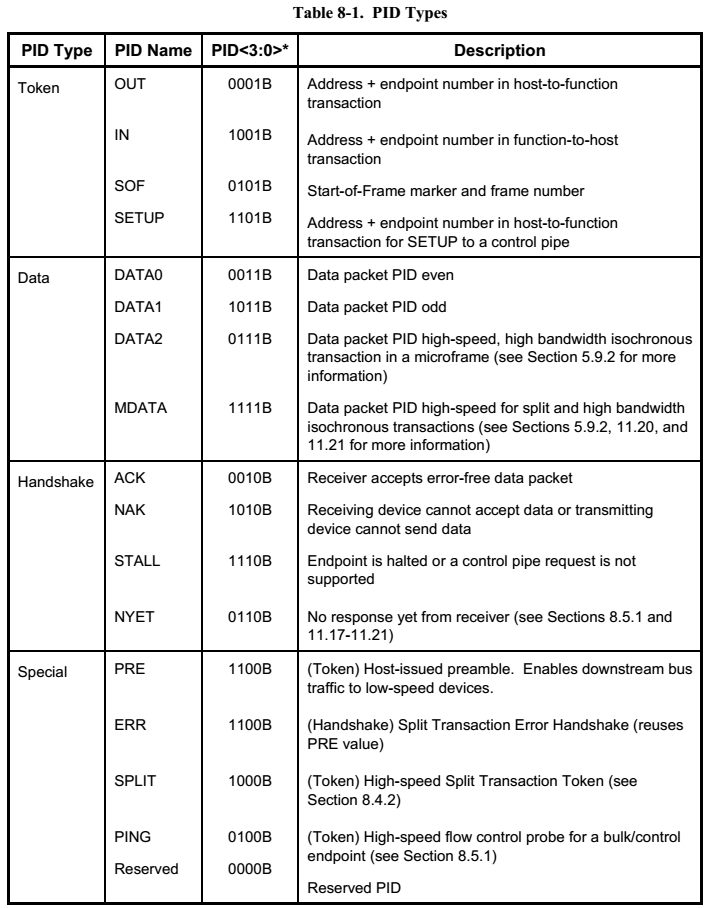 Table 8-1. PID Types
PID Type PID Name PID<3:0>* Description
Token OUT 0001B Address + endpoint number in host-to-function
transaction
IN 1001B Address + endpoint number in function-to-host
transaction
SOF 0101B Start-of-Frame marker and frame number
SETUP 1101B Address + endpoint number in host-to-function
transaction for SETUP to a control pipe
Data DATA0 0011B Data packet PID even
DATA1 1011B Data packet PID odd
DATA2 0111B Data packet PID high-speed, high bandwidth isochronous
transaction in a microframe (see Section 5.9.2 for more
information)
MDATA 1111B Data packet PID high-speed for split and high bandwidth
isochronous transactions (see Sections 5.9.2, 11.20, and
11.21 for more information)
Handshake ACK 0010B Receiver accepts error-free data packet
NAK 1010B Receiving device cannot accept data or transmitting
device cannot send data
STALL 1110B Endpoint is halted or a control pipe request is not
supported
NYET 0110B No response yet from receiver (see Sections 8.5.1 and
11.17-11.21)
Special PRE 1100B (Token) Host-issued preamble. Enables downstream bus
traffic to low-speed devices.
ERR 1100B (Handshake) Split Transaction Error Handshake (reuses
PRE value)
SPLIT 1000B (Token) High-speed Split Transaction Token (see
Section 8.4.2)
PING 0100B (Token) High-speed flow control probe for a bulk/control
endpoint (see Section 8.5.1)
Reserved 0000B Reserved PID